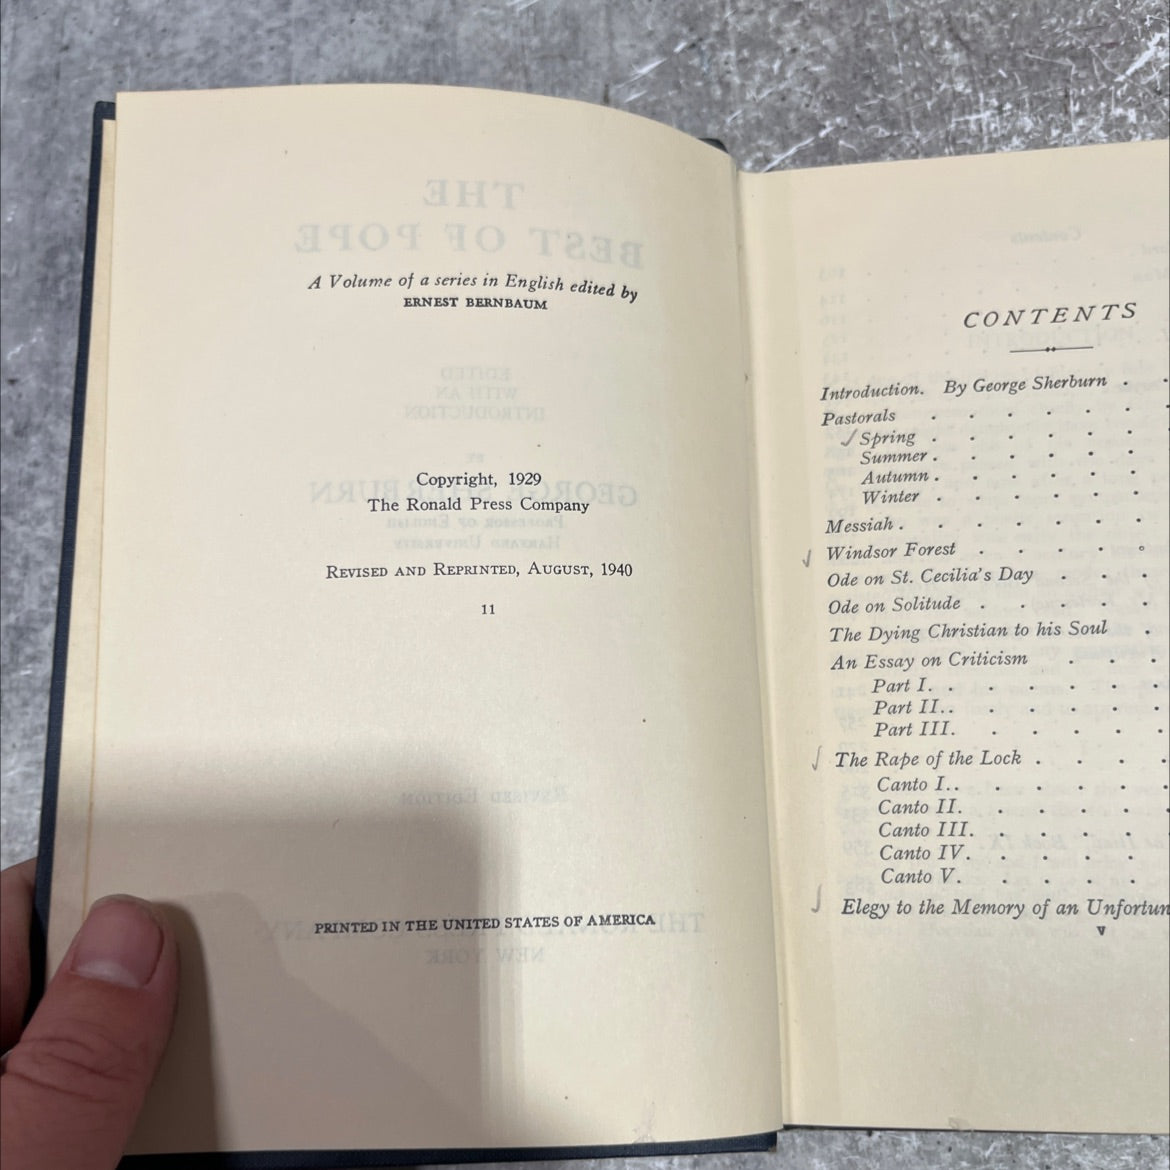 A Volume of a series in English edited by
ERNEST BERNBAUM
Copyright, 1929
The Ronald Press Company
REVISED AND REPRINTED, AUGUST, 1940
11
PRINTED IN THE UNITED STATES OF AMERICA
CONTENTS
Introduction. By George Sherburn .
Pastorals . . . . . . .
Spring . . . . . . .
Summer . . . . . .
Autumn . . . . . .
Winter . . . . . .
Messiah . . . . . . .
Windsor Forest . . . . .
Ode on St. Cecilia's Day . . .
Ode on Solitude . . . . .
The Dying Christian to his Soul .
An Essay on Criticism . . .
Part I. . . . . . .
Part II. . . . . . .
Part III. . . . . .
The Rape of the Lock . . . .
Canto I. . . . . . .
Canto II. . . . . .
Canto III. . . . . .
Canto IV. . . . . .
Canto V. . . . . .
Elegy to the Memory of an Unfortun
v